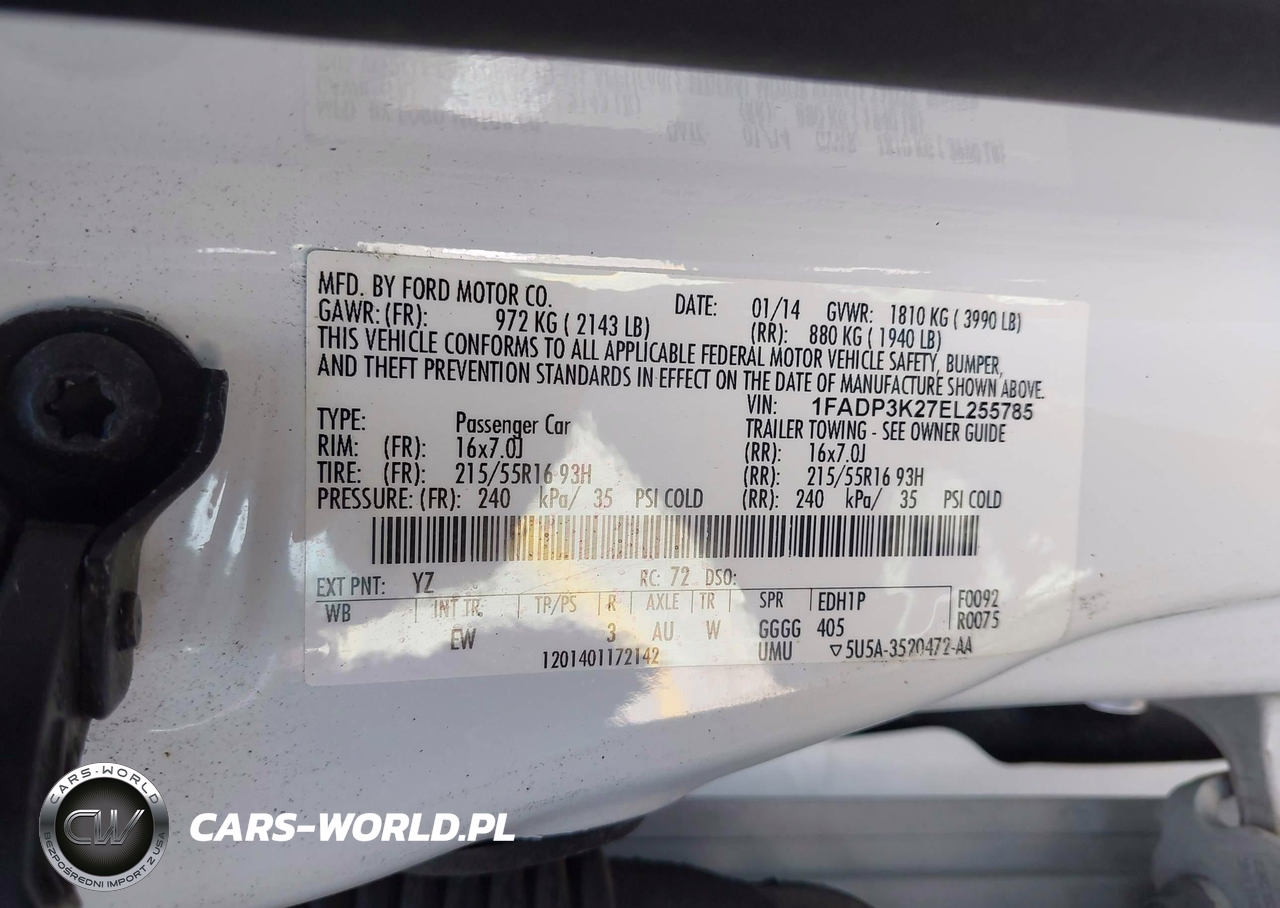 MFD. BY FORD MOTOR CO. DATE: 01/14 GVWR: 1810 KG ( 3990 LB)
GAWR: (FR): 972 KG ( 2143 LB) (RR): 880 KG ( 1940 LB)
THIS VEHICLE CONFORMS TO ALL APPLICABLE FEDERAL MOTOR VEHICLE SAFETY, BUMPER,
AND THEFT PREVENTION STANDARDS IN EFFECT ON THE DATE OF MANUFACTURE SHOWN ABOVE.
VIN: 1FADP3K27EL255785
TYPE: Passenger Car TRAILER TOWING - SEE OWNER GUIDE
RIM: (FR): 16x7.0J (RR): 16x7.0J
TIRE: (FR): 215/55R16 93H (RR): 215/55R16 93H
PRESSURE: (FR): 240 kPa/ 35 PSI COLD (RR): 240 kPa/ 35 PSI COLD
EXT PNT: YZ RC: 72 DSO:
WB INT TR TP/PS R AXLE TR SPR EDH1P F0092
EW 3 AU W GGGG 405 R0075
1201401172142 UMU ▽5U5A-3520472-AA
CARS-WORLD
CW
BEZPOŚREDNI IMPORT Z USA
CARS-WORLD.PL